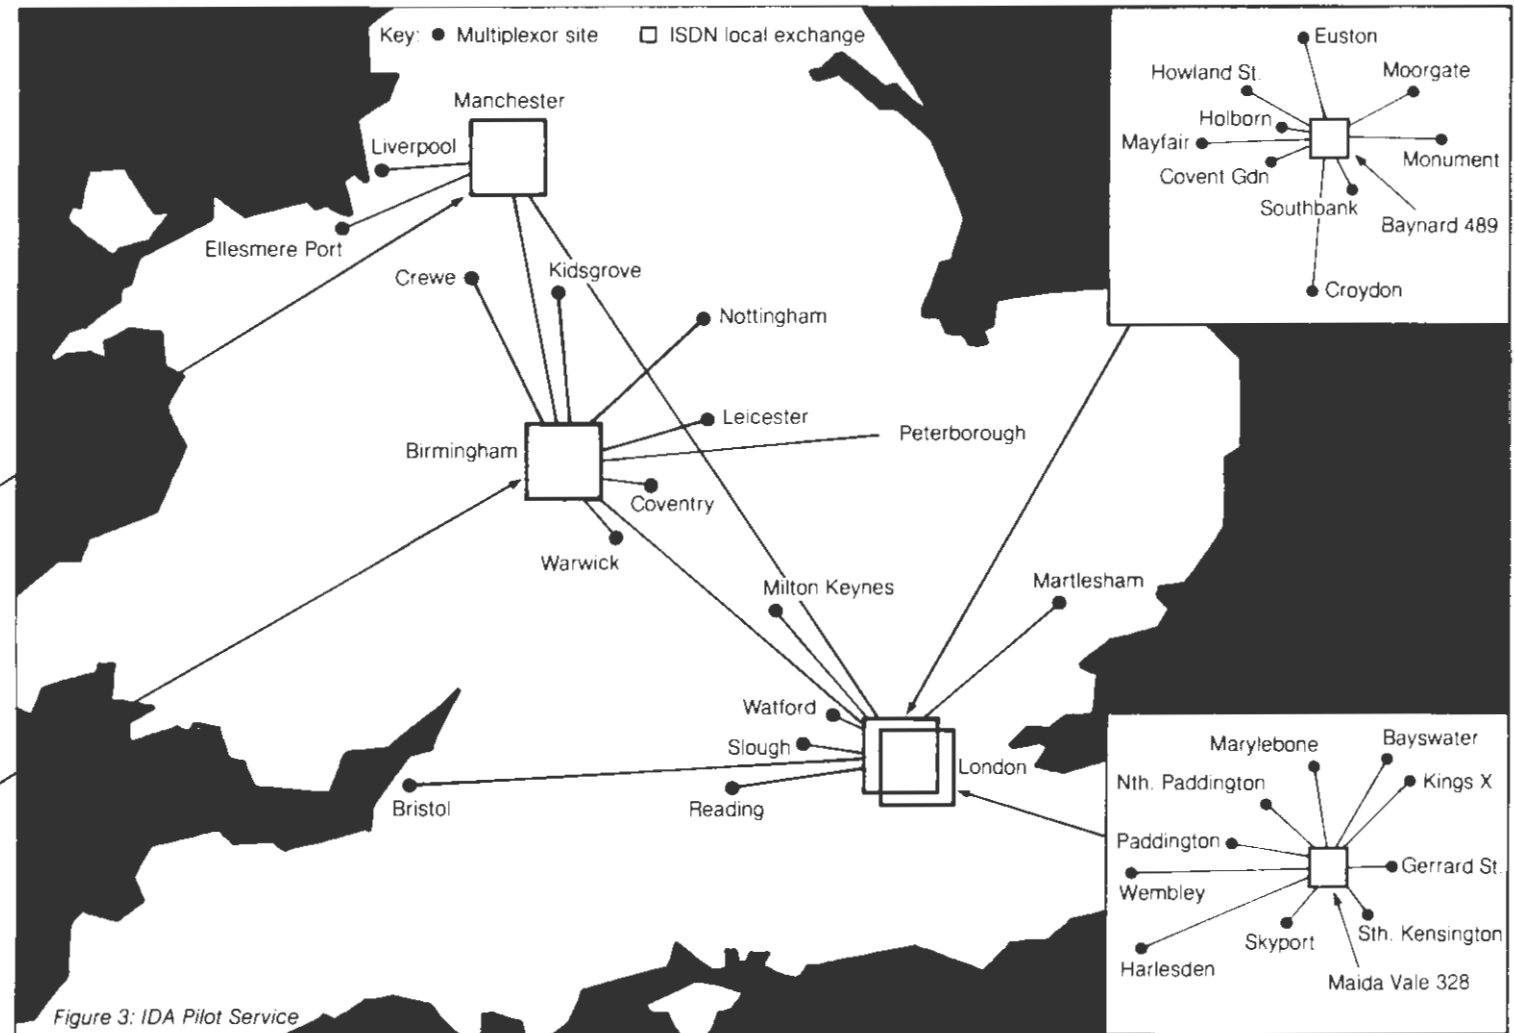 Key: Multiplexor site ISDN local exchange
Manchester
Liverpool
Ellesmere Port
Crewe
Kidsgrove
Nottingham
Leicester
Peterborough
Birmingham
Coventry
Warwick
Milton Keynes
Martlesham
Watford
Slough
London
Bristol
Reading
Euston
Howland St.
Moorgate
Holborn
Mayfair
Monument
Covent Gdn
Southbank
Baynard 489
Croydon
Marylebone
Bayswater
Nth. Paddington
Kings X
Paddington
Gerrard St.
Wembley
Skyport
Sth. Kensington
Harlesden
Maida Vale 328
Figure 3: IDA Pilot Service